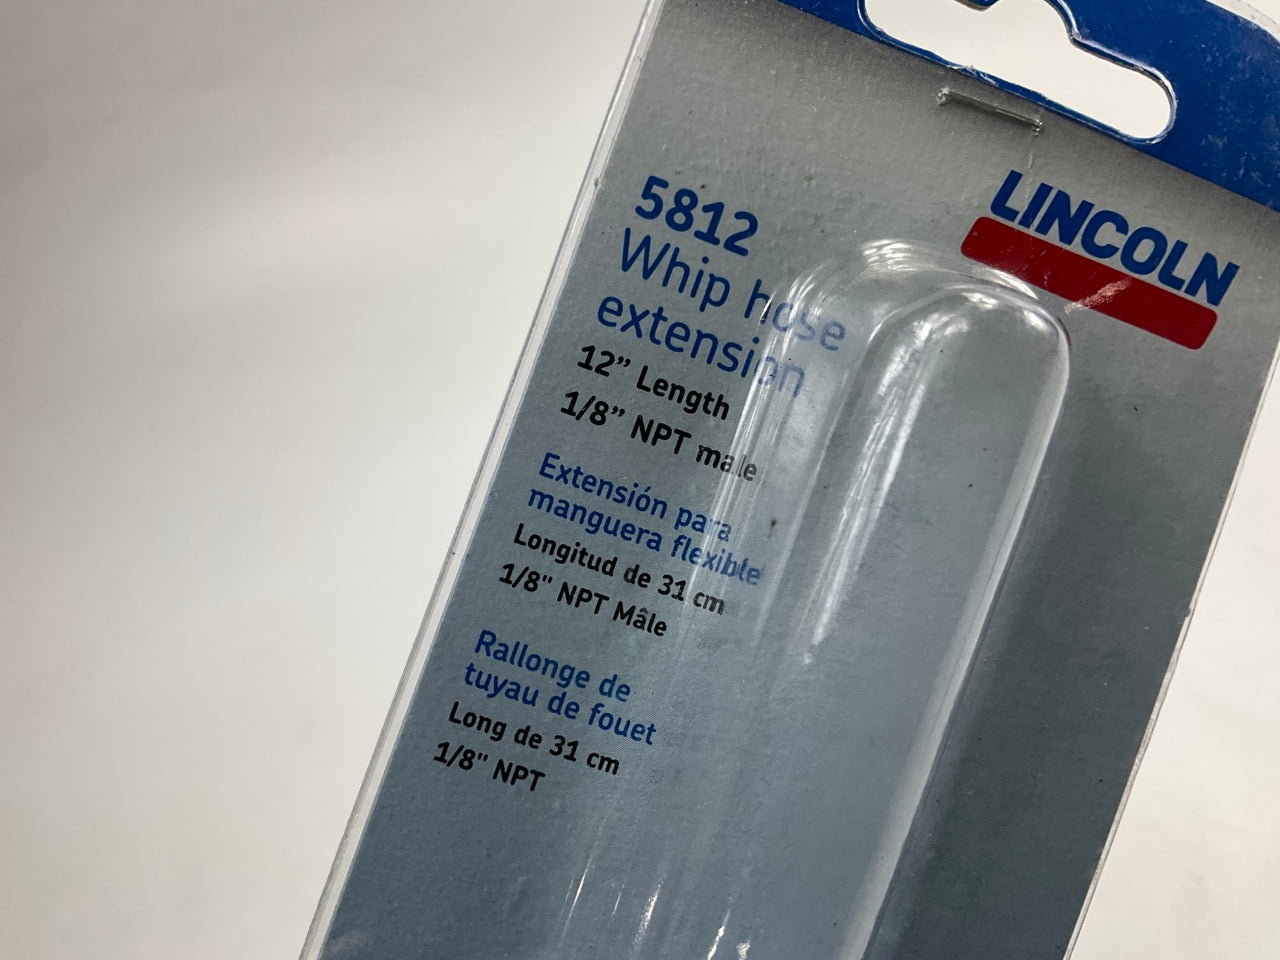 LINCOLN
5812
Whip hose
extension
12” Length
1/8” NPT male
Extensión para
manguera flexible
Longitud de 31 cm
1/8" NPT Mâle
Rallonge de
tuyau de fouet
Long de 31 cm
1/8" NPT